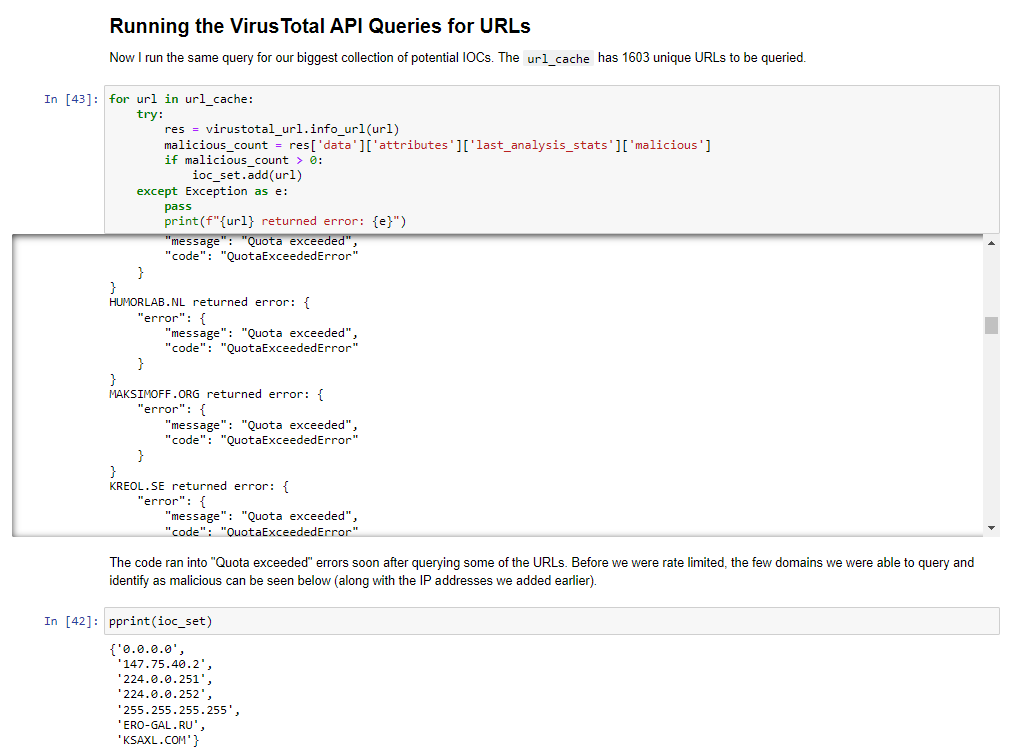 Running the VirusTotal API Queries for URLs
Now I run the same query for our biggest collection of potential IOCs. The url_cache has 1603 unique URLs to be queried.
In [43]: for url in url_cache:
    try:
        res = virustotal_url.info_url(url)
        malicious_count = res['data']['attributes']['last_analysis_stats']['malicious']
        if malicious_count > 0:
            ioc_set.add(url)
    except Exception as e:
        pass
        print(f"{url} returned error: {e}")
        "message": "Quota exceeded",
        "code": "QuotaExceededError"
    }
}
HUMORLAB.NL returned error: {
    "error": {
        "message": "Quota exceeded",
        "code": "QuotaExceededError"
    }
}
MAKSIMOFF.ORG returned error: {
    "error": {
        "message": "Quota exceeded",
        "code": "QuotaExceededError"
    }
}
KREOL.SE returned error: {
    "error": {
        "message": "Quota exceeded",
        "code": "QuotaExceededError"
The code ran into "Quota exceeded" errors soon after querying some of the URLs. Before we were rate limited, the few domains we were able to query and
identify as malicious can be seen below (along with the IP addresses we added earlier).
In [42]: pprint(ioc_set)
{'0.0.0.0',
 '147.75.40.2',
 '224.0.0.251',
 '224.0.0.252',
 '255.255.255.255',
 'ERO-GAL.RU',
 'KSAXL.COM'}